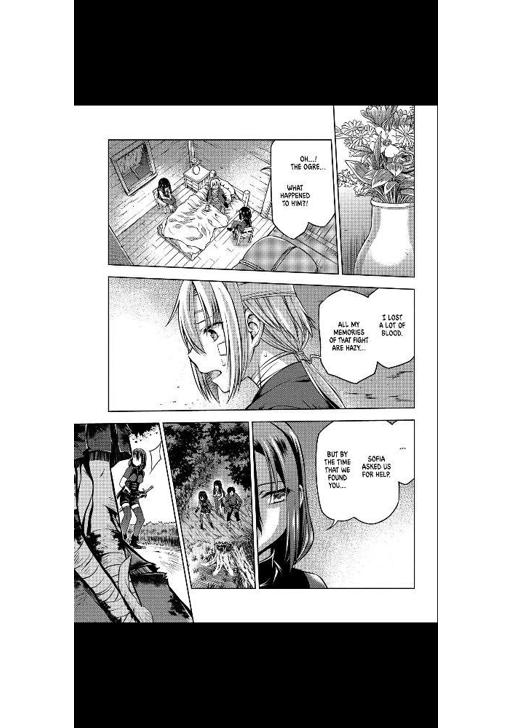 OH...!
THE OGRE...
WHAT
HAPPENED
TO HIM?!
I LOST
A LOT OF
BLOOD.
ALL MY
MEMORIES
OF THAT FIGHT
ARE HAZY...
...
SOFIA
ASKED US
FOR HELP.
BUT BY
THE TIME
THAT WE
FOUND
YOU...